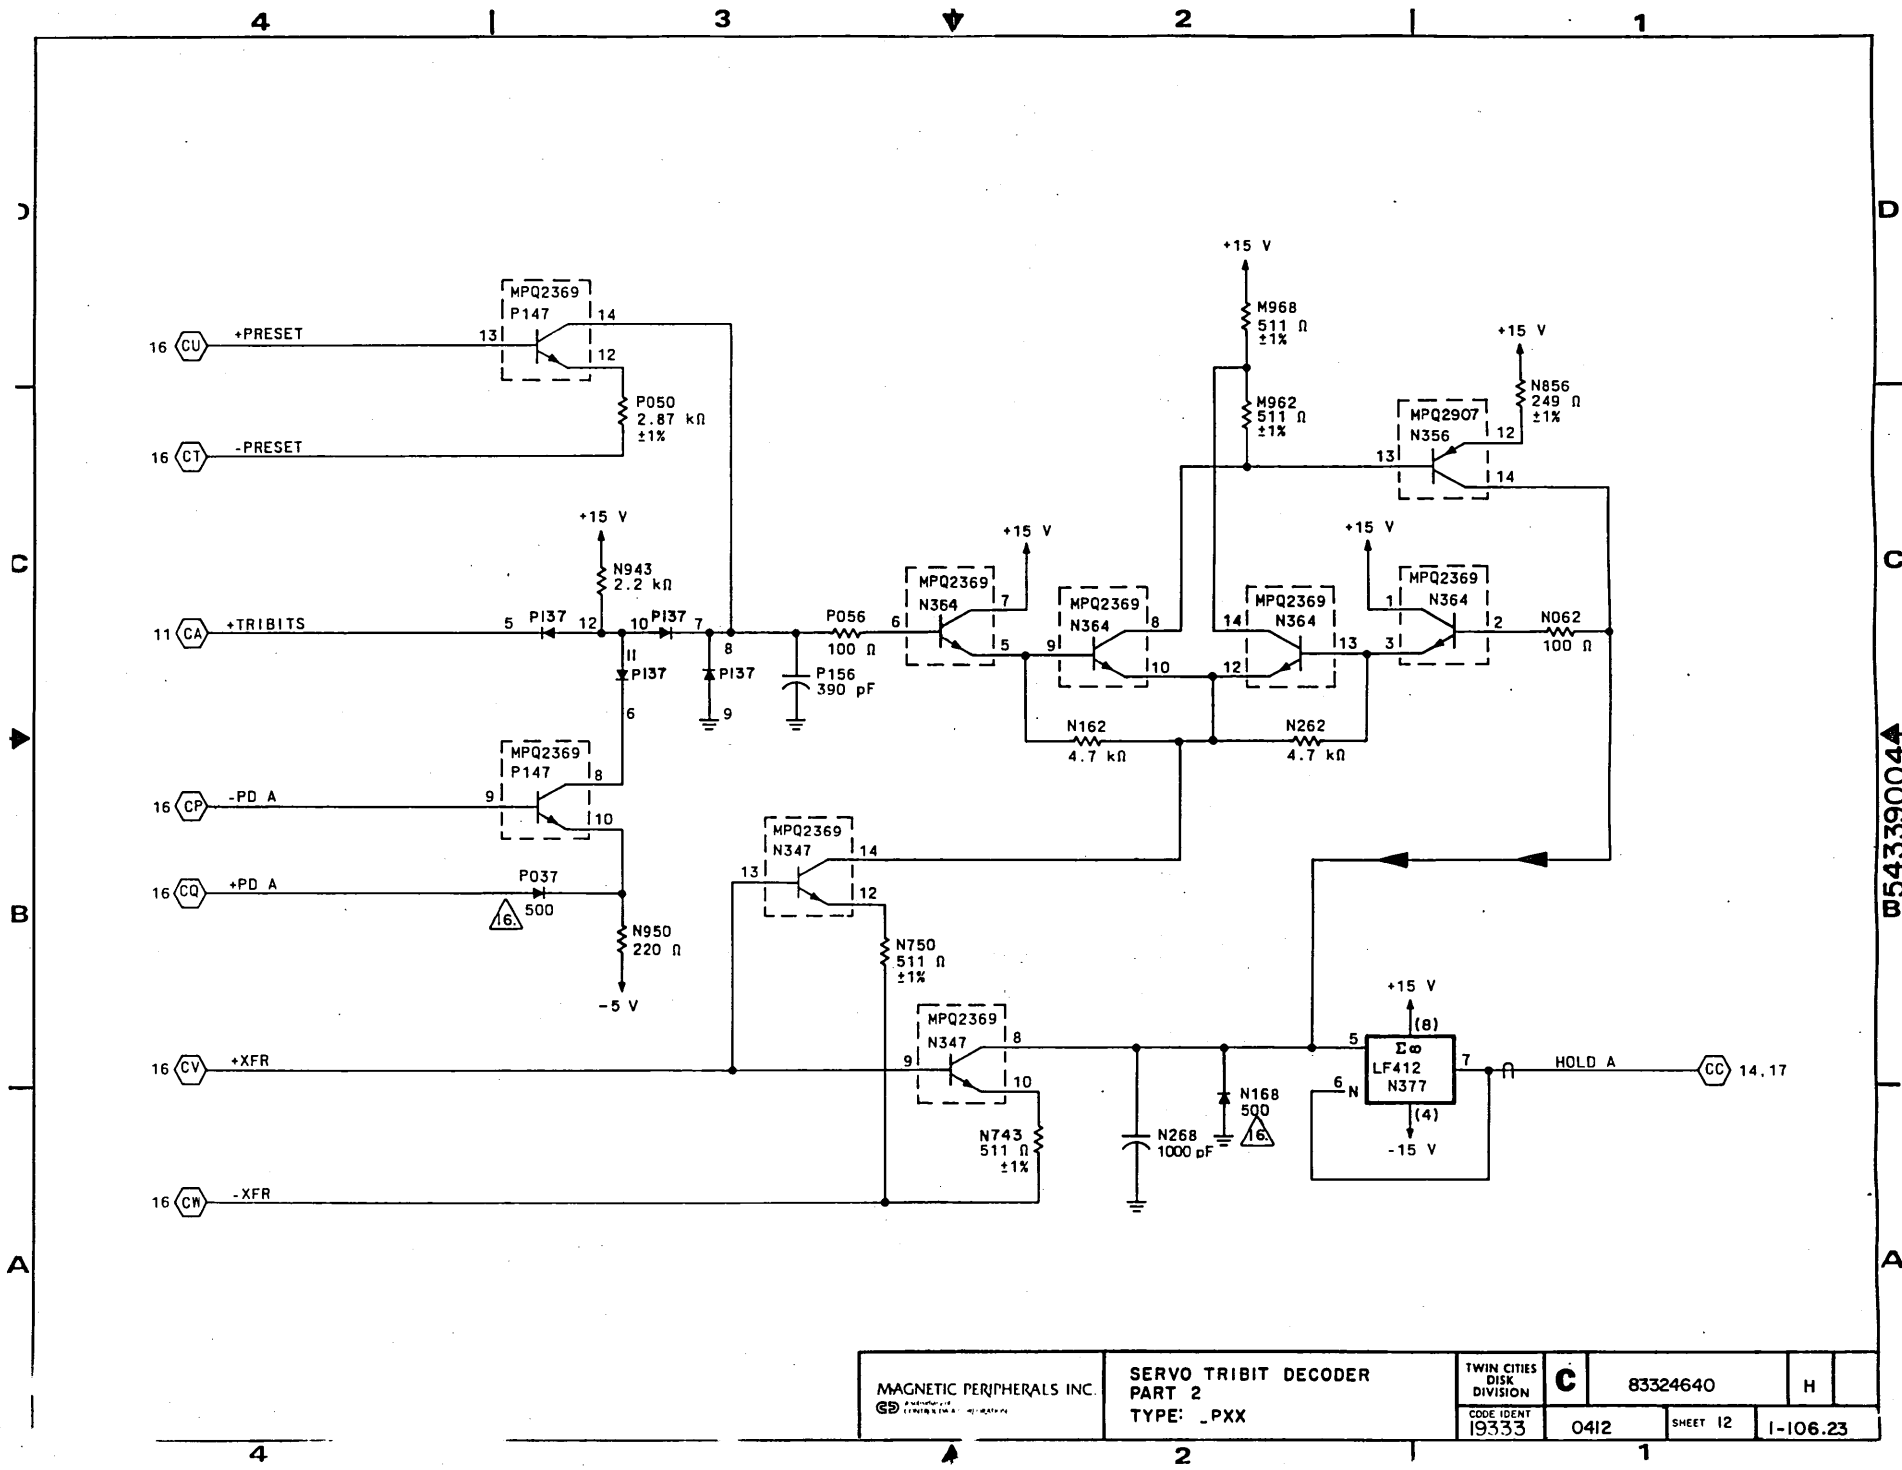 4 3 2 1
D D
+15 V
MPQ2369
P147
14
13
12
16 CU +PRESET
M968
511 Ω
±1%
+15 V
P050
2.87 kΩ
±1%
M962
511 Ω
±1%
N856
249 Ω
±1%
MPQ2907
N356
12
13
14
16 CT -PRESET
+15 V
N943
2.2 kΩ
+15 V
+15 V
C C
MPQ2369
N364
7
6
5
MPQ2369
N364
8
9
10
MPQ2369
N364
14
13
12
MPQ2369
N364
1
2
3
11 CA +TRIBITS 5 P137 12 10 P137 7
8
P056
100 Ω
N062
100 Ω
11
P137
6
P137
9
P156
390 pF
N162
4.7 kΩ
N262
4.7 kΩ
MPQ2369
P147
8
9
10
16 CP -PD A
B54339004
MPQ2369
N347
14
13
12
16 CQ +PD A
P037
500
16.
B B
N950
220 Ω
-5 V
N750
511 Ω
±1%
+15 V
(8)
MPQ2369
N347
8
9
10
5
Σ∞
LF412
N377
7
6 N
(4)
-15 V
16 CV +XFR
HOLD A CC 14,17
N743
511 Ω
±1%
N268
1000 pF
N168
500
16.
16 CW -XFR
A A
MAGNETIC PERIPHERALS INC.
SERVO TRIBIT DECODER
PART 2
TYPE: _PXX
TWIN CITIES
DISK
DIVISION
C 83324640 H
CODE IDENT
19333
0412 SHEET 12 1-106.23
4 2 1